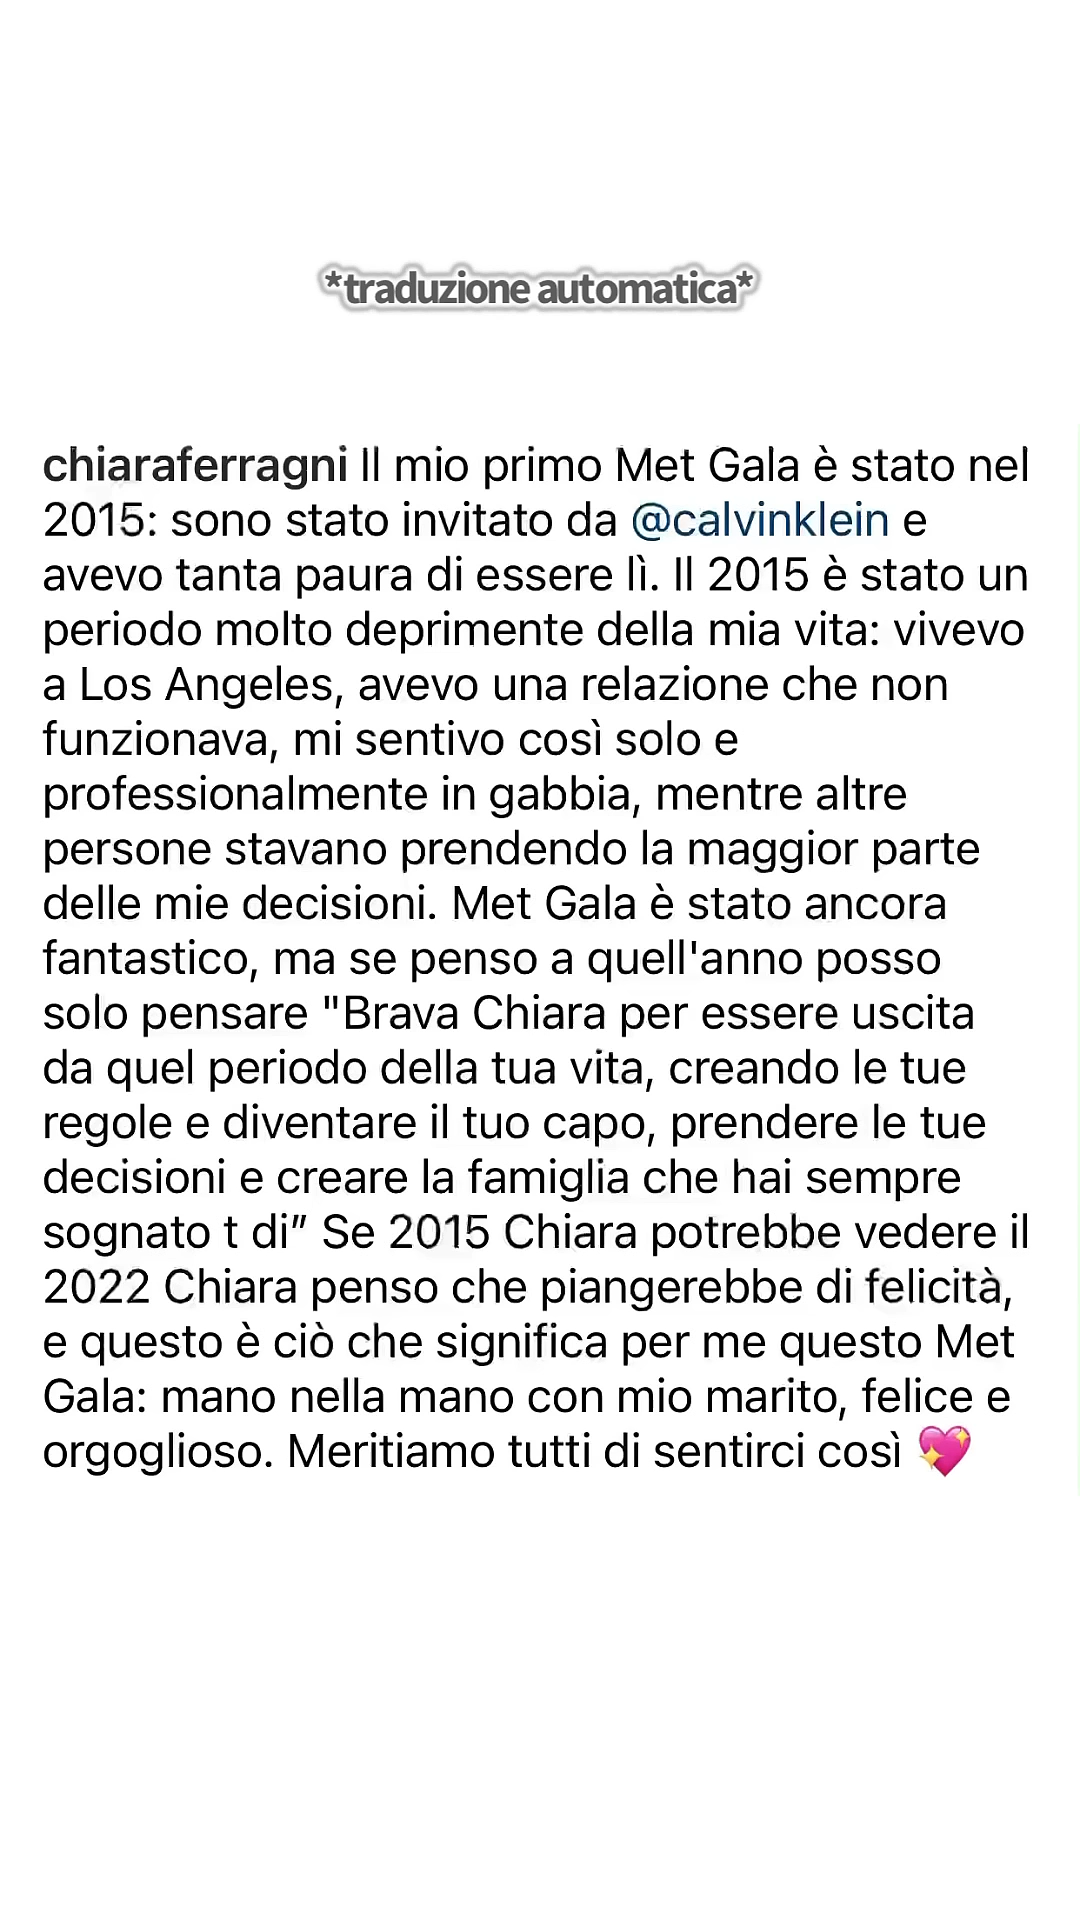 *traduzione automatica*
chiaraferragni Il mio primo Met Gala è stato nel
2015: sono stato invitato da @calvinklein e
avevo tanta paura di essere lì. Il 2015 è stato un
periodo molto deprimente della mia vita: vivevo
a Los Angeles, avevo una relazione che non
funzionava, mi sentivo così solo e
professionalmente in gabbia, mentre altre
persone stavano prendendo la maggior parte
delle mie decisioni. Met Gala è stato ancora
fantastico, ma se penso a quell'anno posso
solo pensare "Brava Chiara per essere uscita
da quel periodo della tua vita, creando le tue
regole e diventare il tuo capo, prendere le tue
decisioni e creare la famiglia che hai sempre
sognato t di” Se 2015 Chiara potrebbe vedere il
2022 Chiara penso che piangerebbe di felicità,
e questo è ciò che significa per me questo Met
Gala: mano nella mano con mio marito, felice e
orgoglioso. Meritiamo tutti di sentirci così 💖